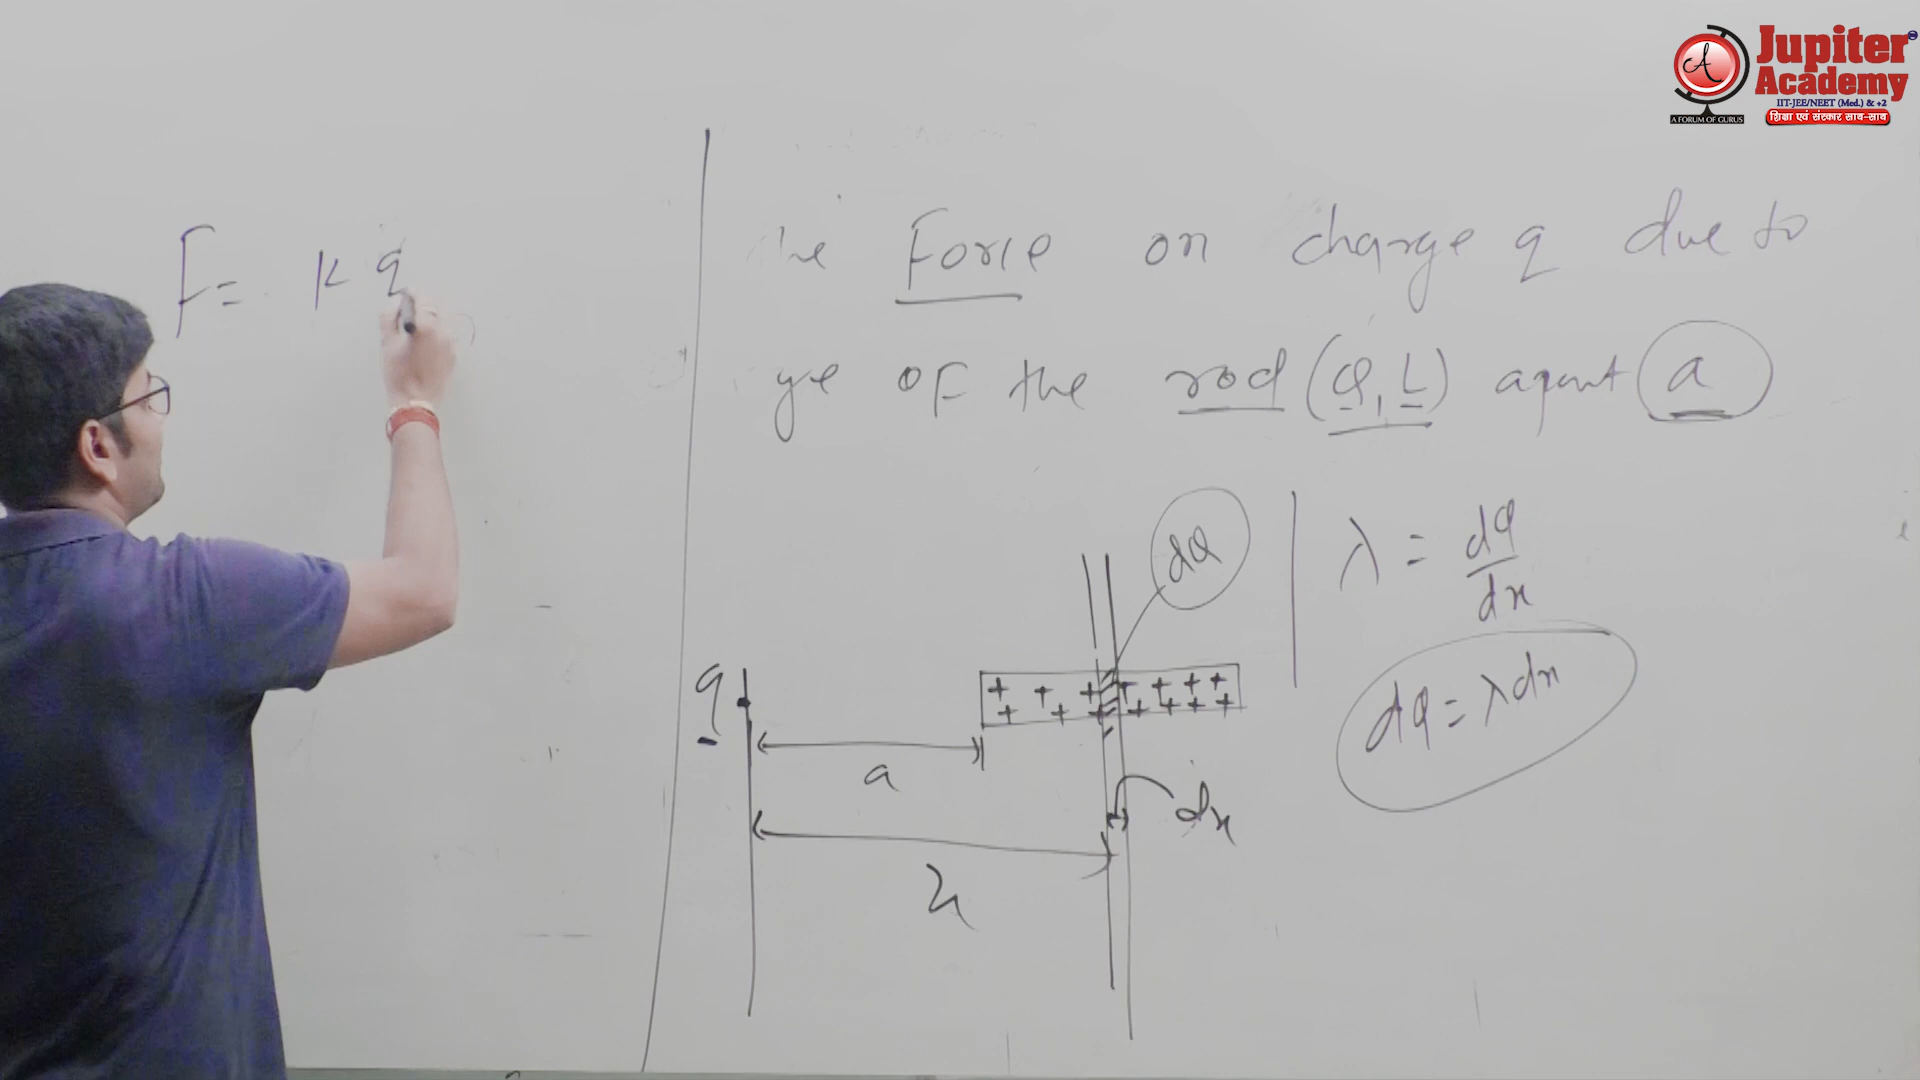 Jupiter
Academy
IIT-JEE/NEET (Med.) & +2
A FORUM OF GURUS
शिक्षा एवं संस्कार साथ-साथ
F = k q
he Force on charge q due to
ge of the rod (Q, L) apart a
dQ
λ = dQ/dx
dQ = λdx
q
+ + + + + + +
+ + + + + +
a
dx
x